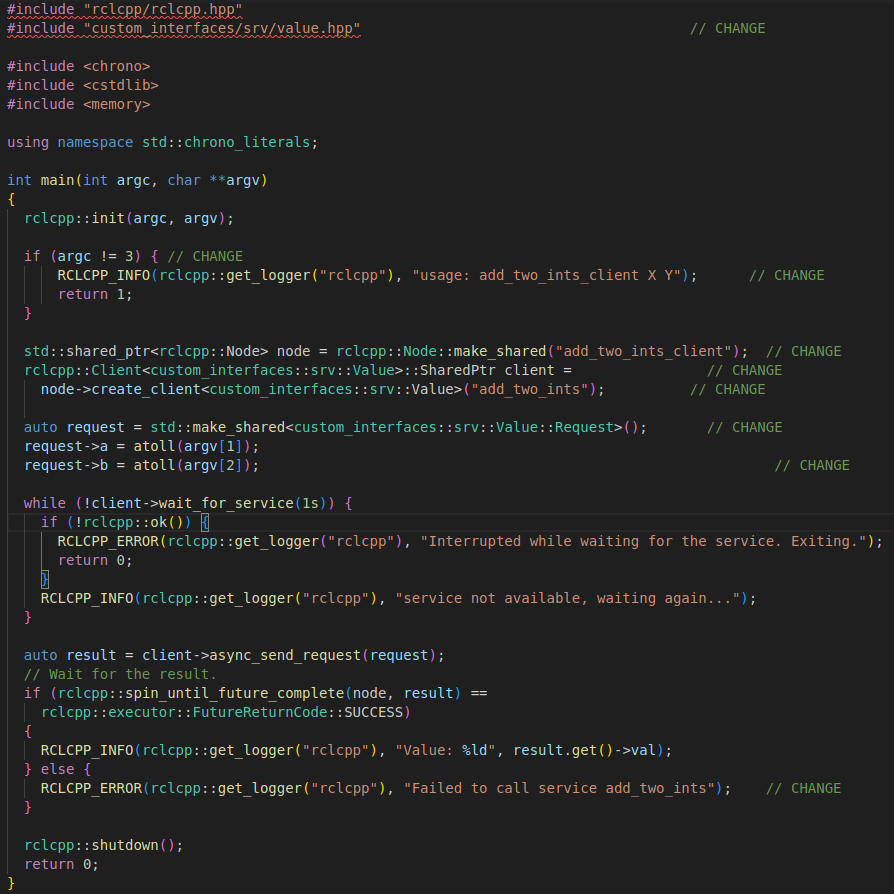 #include "rclcpp/rclcpp.hpp"
#include "custom_interfaces/srv/value.hpp"                                       // CHANGE

#include <chrono>
#include <cstdlib>
#include <memory>

using namespace std::chrono_literals;

int main(int argc, char **argv)
{
  rclcpp::init(argc, argv);

  if (argc != 3) { // CHANGE
      RCLCPP_INFO(rclcpp::get_logger("rclcpp"), "usage: add_two_ints_client X Y");      // CHANGE
      return 1;
  }

  std::shared_ptr<rclcpp::Node> node = rclcpp::Node::make_shared("add_two_ints_client");  // CHANGE
  rclcpp::Client<custom_interfaces::srv::Value>::SharedPtr client =                // CHANGE
    node->create_client<custom_interfaces::srv::Value>("add_two_ints");          // CHANGE

  auto request = std::make_shared<custom_interfaces::srv::Value::Request>();       // CHANGE
  request->a = atoll(argv[1]);
  request->b = atoll(argv[2]);                                                             // CHANGE

  while (!client->wait_for_service(1s)) {
    if (!rclcpp::ok()) {
      RCLCPP_ERROR(rclcpp::get_logger("rclcpp"), "Interrupted while waiting for the service. Exiting.");
      return 0;
    }
    RCLCPP_INFO(rclcpp::get_logger("rclcpp"), "service not available, waiting again...");
  }

  auto result = client->async_send_request(request);
  // Wait for the result.
  if (rclcpp::spin_until_future_complete(node, result) ==
    rclcpp::executor::FutureReturnCode::SUCCESS)
  {
    RCLCPP_INFO(rclcpp::get_logger("rclcpp"), "Value: %ld", result.get()->val);
  } else {
    RCLCPP_ERROR(rclcpp::get_logger("rclcpp"), "Failed to call service add_two_ints");    // CHANGE
  }

  rclcpp::shutdown();
  return 0;
}